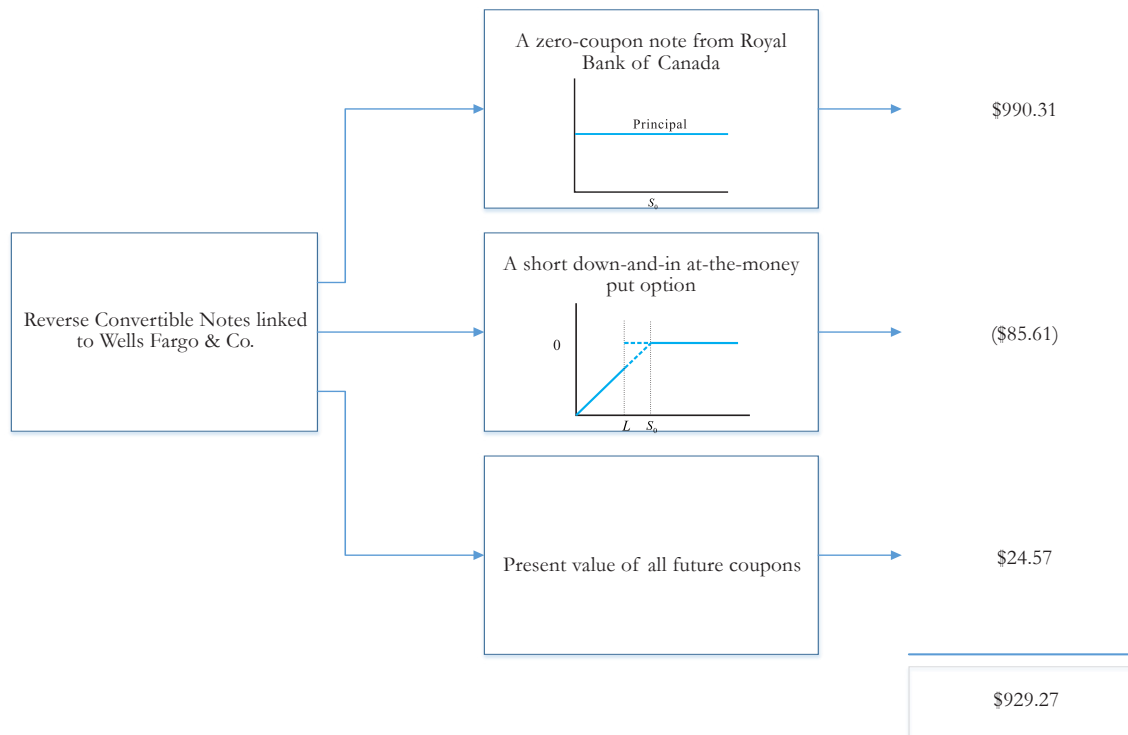 A zero-coupon note from Royal
Bank of Canada
Principal
S₀
$990.31
Reverse Convertible Notes linked
to Wells Fargo & Co.
A short down-and-in at-the-money
put option
0
L S₀
($85.61)
Present value of all future coupons
$24.57
$929.27